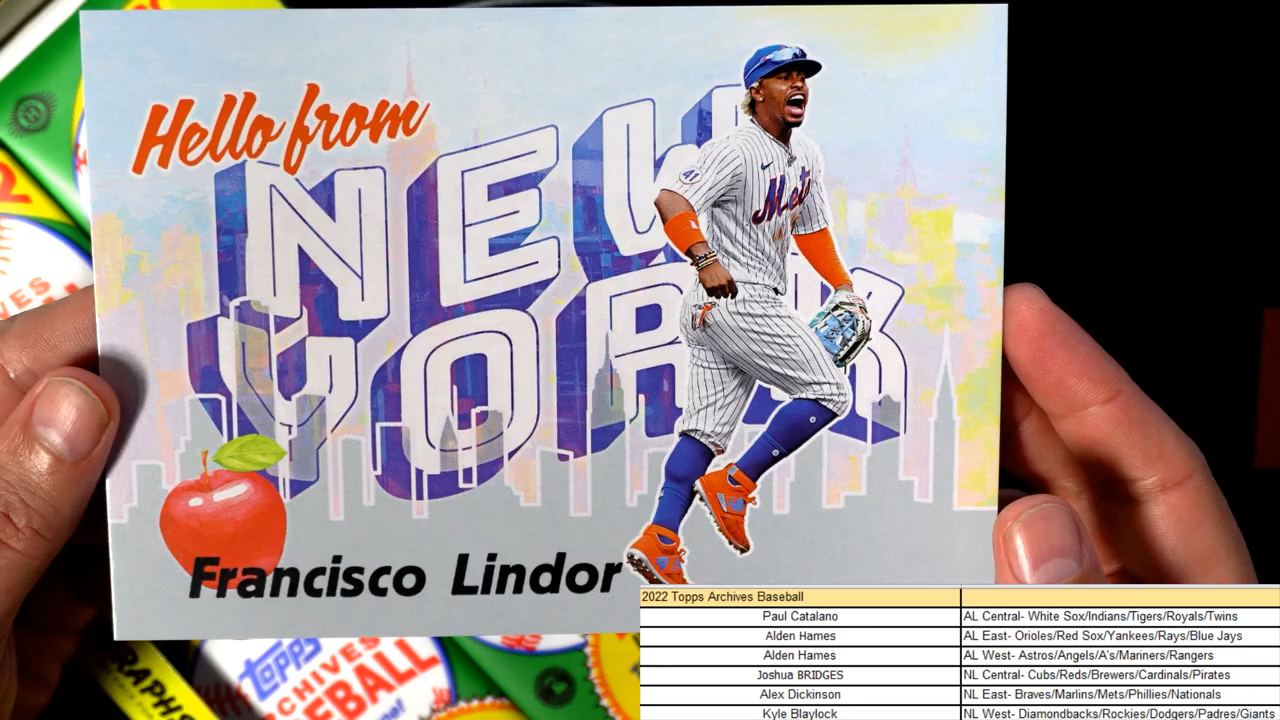 Hello from
NEW
YORK
41
Mets
Francisco Lindor
TOPPS
ARCHIVES
2022 Topps Archives Baseball
Paul Catalano AL Central- White Sox/Indians/Tigers/Royals/Twins
Alden Hames AL East- Orioles/Red Sox/Yankees/Rays/Blue Jays
Alden Hames AL West- Astros/Angels/A's/Mariners/Rangers
Joshua BRIDGES NL Central- Cubs/Reds/Brewers/Cardinals/Pirates
Alex Dickinson NL East- Braves/Marlins/Mets/Phillies/Nationals
Kyle Blaylock NL West- Diamondbacks/Rockies/Dodgers/Padres/Giants